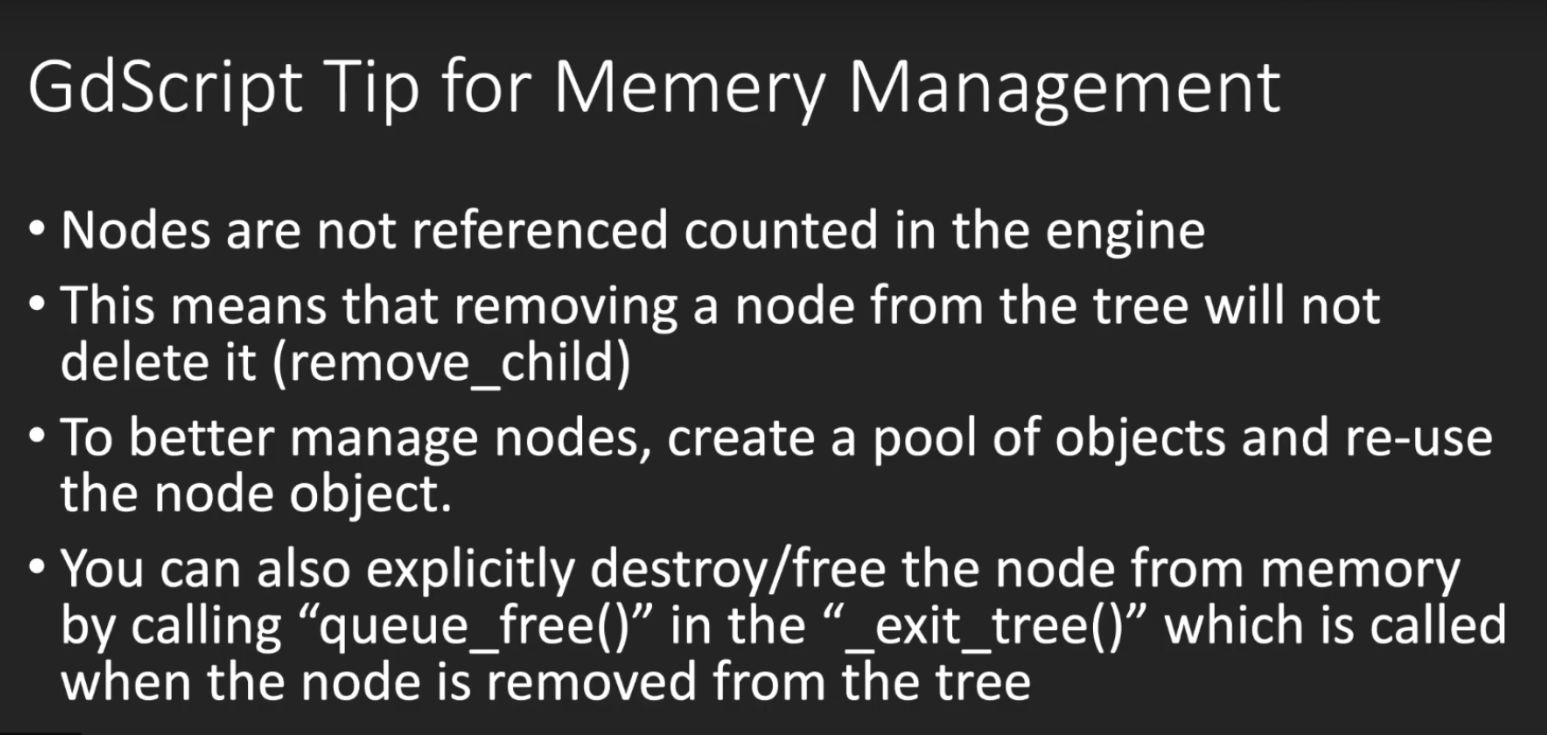 GdScript Tip for Memery Management
• Nodes are not referenced counted in the engine
• This means that removing a node from the tree will not
delete it (remove_child)
• To better manage nodes, create a pool of objects and re-use
the node object.
• You can also explicitly destroy/free the node from memory
by calling “queue_free()” in the “_exit_tree()” which is called
when the node is removed from the tree